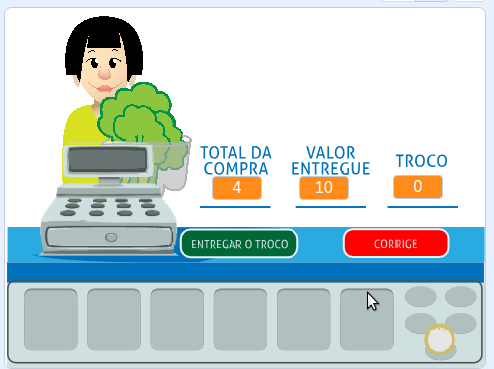 TOTAL DA
COMPRA
4
VALOR
ENTREGUE
10
TROCO
0
ENTREGAR O TROCO
CORRIGE